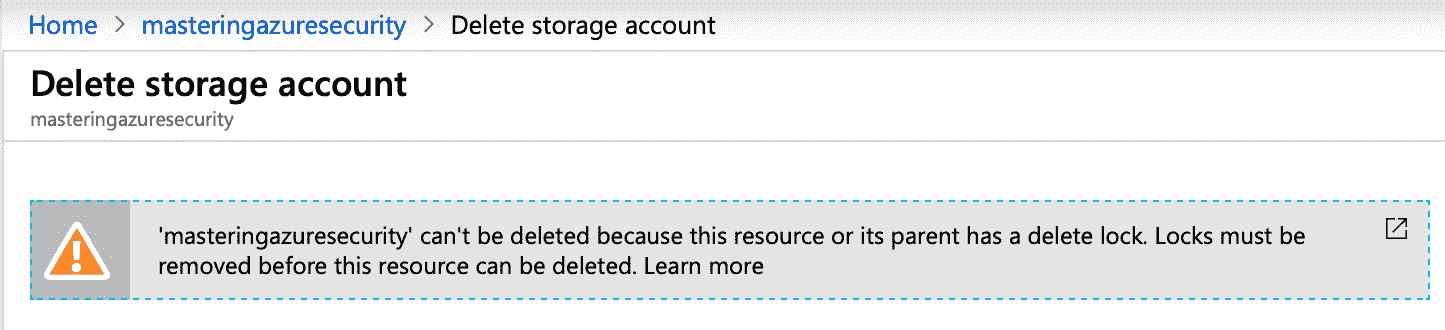 Home > masteringazuresecurity > Delete storage account
Delete storage account
masteringazuresecurity
'masteringazuresecurity' can't be deleted because this resource or its parent has a delete lock. Locks must be
removed before this resource can be deleted. Learn more